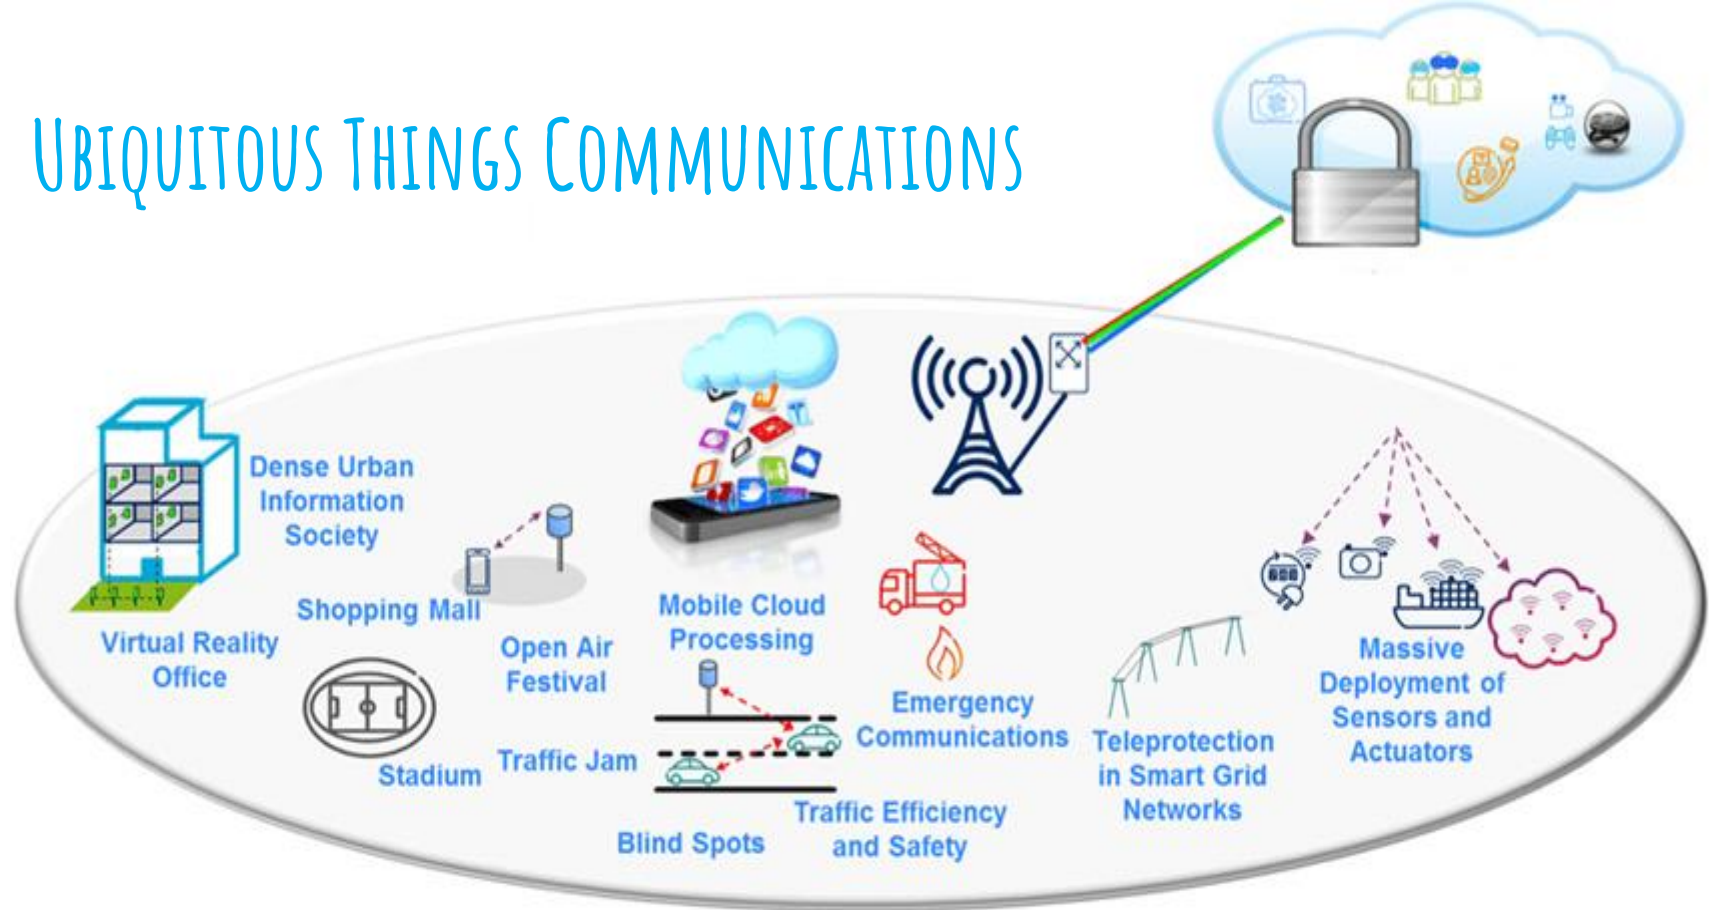 Ubiquitous Things Communications
Dense Urban
Information
Society
Shopping Mall
Virtual Reality
Office
Open Air
Festival
Mobile Cloud
Processing
Stadium
Traffic Jam
Blind Spots
Traffic Efficiency
and Safety
Emergency
Communications
Teleprotection
in Smart Grid
Networks
Massive
Deployment of
Sensors and
Actuators